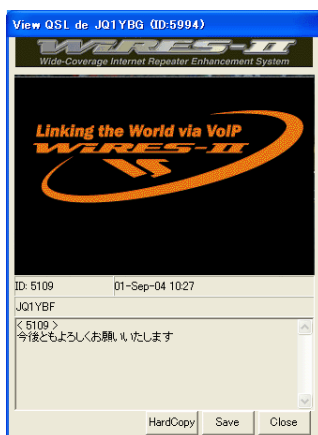 View QSL de JQ1YBG (ID:5994)
WiRES-II
Wide-Coverage Internet Repeater Enhancement System
Linking the World via VoIP
WiRES-II
ID: 5109
01-Sep-04 10:27
JQ1YBF
< 5109 >
今後ともよろしくお願いいたします
HardCopy
Save
Close